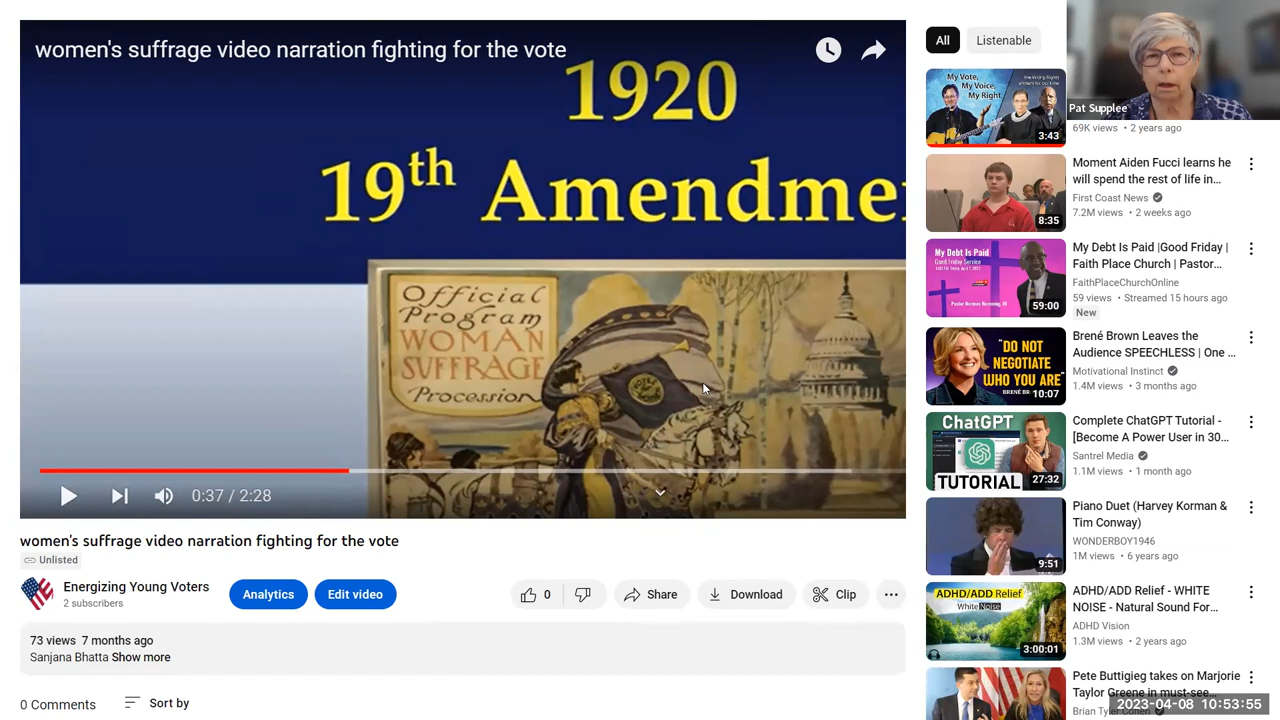 women's suffrage video narration fighting for the vote
1920
19th Amendme
Official
Program
WOMAN
SUFFRAGE
Procession
0:37 / 2:28
women's suffrage video narration fighting for the vote
Unlisted
Energizing Young Voters
2 subscribers
Analytics
Edit video
0
Share
Download
Clip
73 views 7 months ago
Sanjana Bhatta Show more
0 Comments
Sort by
All
Listenable
Pat Supplee
My Vote,
My Voice,
My Right
3:43
69K views • 2 years ago
8:35
Moment Aiden Fucci learns he
will spend the rest of life in...
First Coast News
7.2M views • 2 weeks ago
My Debt Is Paid
Good Friday Service
59:00
My Debt Is Paid |Good Friday |
Faith Place Church | Pastor...
FaithPlaceChurchOnline
59 views • Streamed 15 hours ago
New
"DO NOT
NEGOTIATE
WHO YOU ARE"
10:07
Brené Brown Leaves the
Audience SPEECHLESS | One ...
Motivational Instinct
1.4M views • 3 months ago
ChatGPT
TUTORIAL
27:32
Complete ChatGPT Tutorial -
[Become A Power User in 30...
Santrel Media
1.1M views • 1 month ago
9:51
Piano Duet (Harvey Korman &
Tim Conway)
WONDERBOY1946
1M views • 6 years ago
ADHD/ADD Relief
White Noise
3:00:01
ADHD/ADD Relief - WHITE
NOISE - Natural Sound For...
ADHD Vision
1.3M views • 2 years ago
Pete Buttigieg takes on Marjorie
Taylor Greene in must-see...
Brian Tyler Cohen
2023-04-08 10:53:55